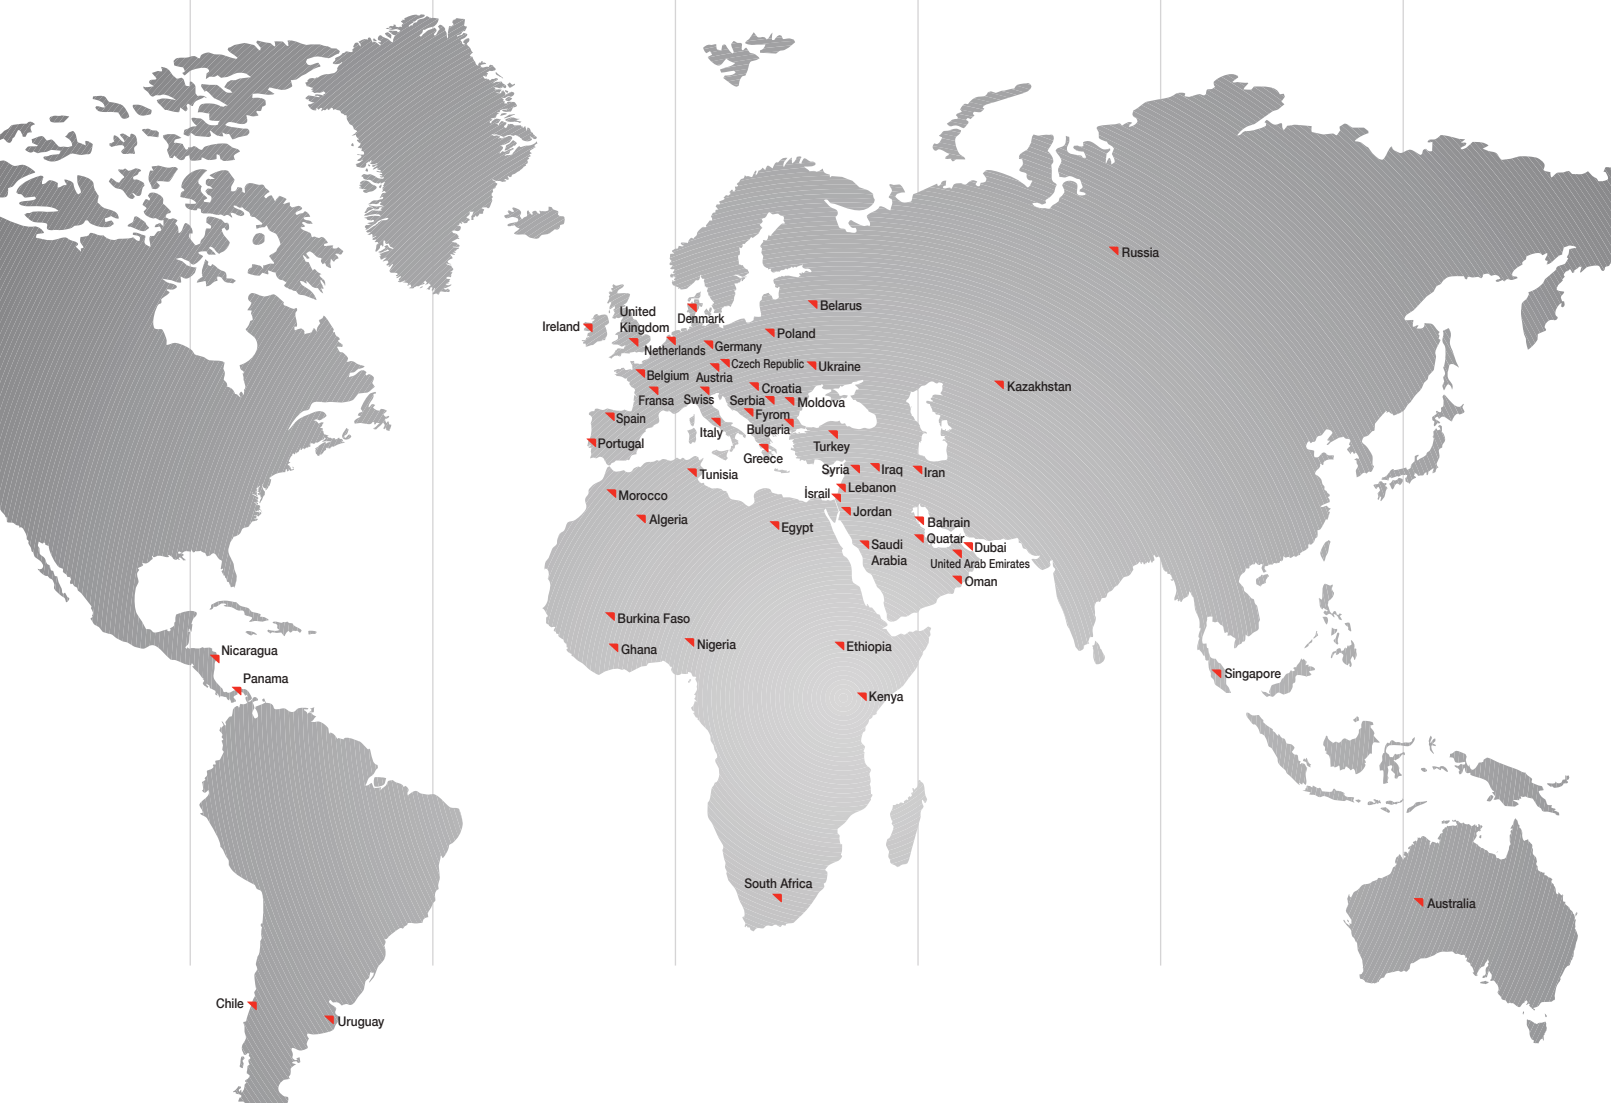 Russia
Belarus
United
Kingdom
Denmark
Ireland
Poland
Netherlands
Germany
Czech Republic
Ukraine
Belgium
Austria
Kazakhstan
Croatia
Fransa
Swiss
Serbia
Moldova
Spain
Fyrom
Italy
Bulgaria
Portugal
Turkey
Greece
Syria
Iraq
Iran
Tunisia
Lebanon
İsrail
Morocco
Jordan
Algeria
Bahrain
Egypt
Quatar
Saudi
Arabia
Dubai
United Arab Emirates
Oman
Burkina Faso
Nigeria
Ethiopia
Ghana
Nicaragua
Singapore
Panama
Kenya
South Africa
Australia
Chile
Uruguay